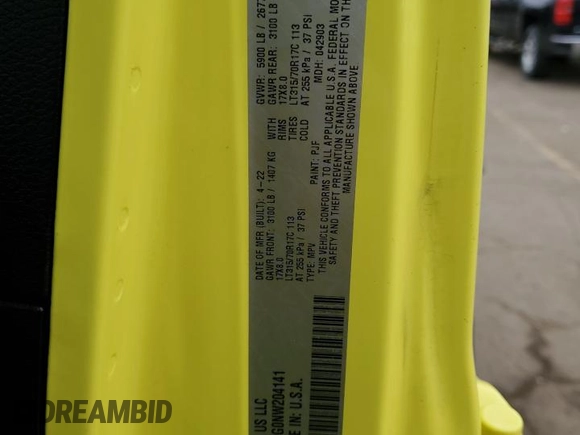 US LLC
G0NW204141
E IN: U.S.A.
DATE OF MFR (BUILT): 4-22
GVWR: 5900 LB / 267
GAWR FRONT: 3100 LB / 1407 KG WITH
GAWR REAR: 3100 LB
17X8.0 RIMS 17X8.0
LT315/70R17C 113 TIRES LT315/70R17C 113
AT 255 kPa / 37 PSI COLD AT 255 kPa / 37 PSI
TYPE: MPV PAINT: PJF MDH: 042903
THIS VEHICLE CONFORMS TO ALL APPLICABLE U.S.A. FEDERAL MO
SAFETY AND THEFT PREVENTION STANDARDS IN EFFECT ON THE
MANUFACTURE SHOWN ABOVE
DREAMBID